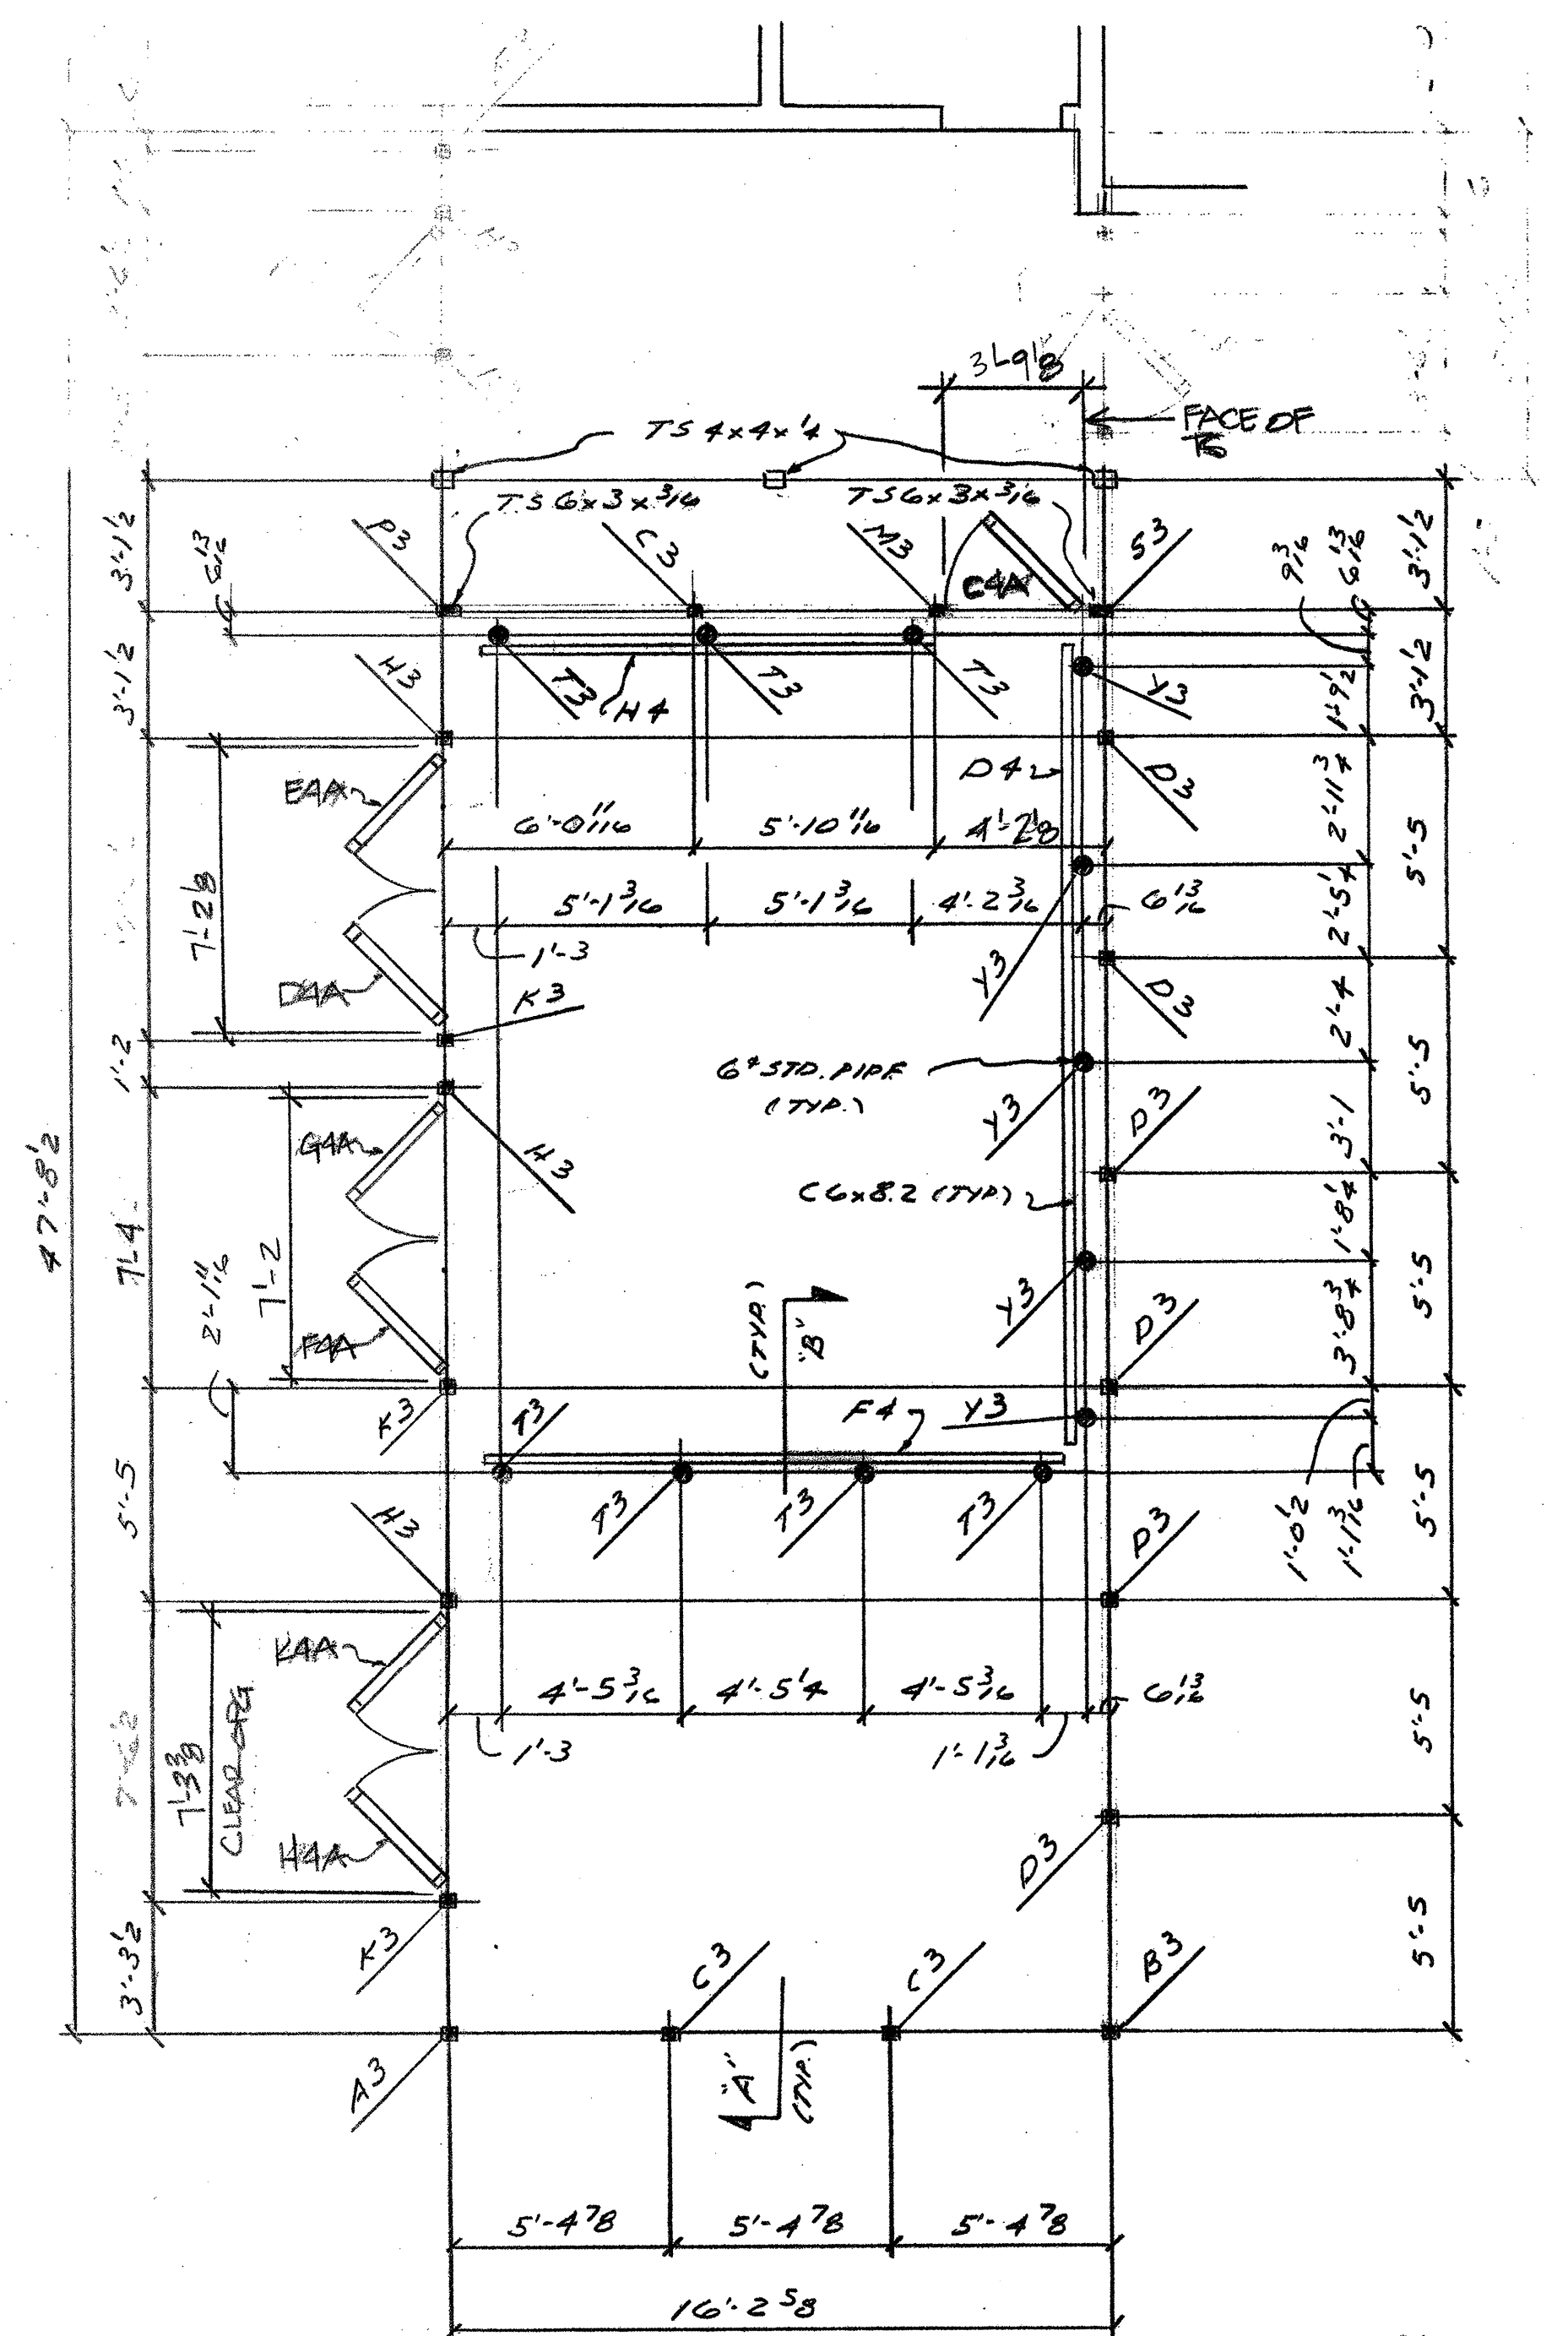 3'-9 1/8
FACE OF
TS
TS 4x4x1/4
TS 6x3x3/16
TS 6x3x3/16
P3
C3
M3
C4A
S3
3'-1 1/2
6 13/16
9 3/16
6 13/16
3'-1 1/2
H3
T3
H4
T3
T3
Y3
3'-1 1/2
1'-9 1/2
3'-1 1/2
E4A
D4
D3
2'-11 3/4
6'-0 11/16
5'-10 11/16
4'-2 1/8
5'-5
7'-2 1/8
5'-1 3/16
5'-1 3/16
4'-2 3/16
6 13/16
2'-5 1/4
1'-3
D4A
K3
Y3
D3
2'-4
1'-2
6"ø STD. PIPE
(TYP.)
5'-5
G4A
H3
Y3
D3
3'-1
47'-8 1/2
7'-4
7'-2
C6x8.2 (TYP.)
1'-8 1/4
2'-1 11/16
F4A
(TYP.)
"B"
Y3
D3
5'-5
3'-8 3/4
K3
T3
F4
Y3
5'-5
H3
T3
T3
T3
D3
1'-0 1/2
1'-1 3/16
5'-5
K4A
4'-5 3/16
4'-5 1/4
4'-5 3/16
6 13/16
7'-3 3/8
CLEAR OPG
1'-3
1'-1 3/16
5'-5
H4A
D3
K3
C3
C3
B3
5'-5
3'-3 1/2
A3
"A"
(TYP.)
5'-4 7/8
5'-4 7/8
5'-4 7/8
16'-2 5/8